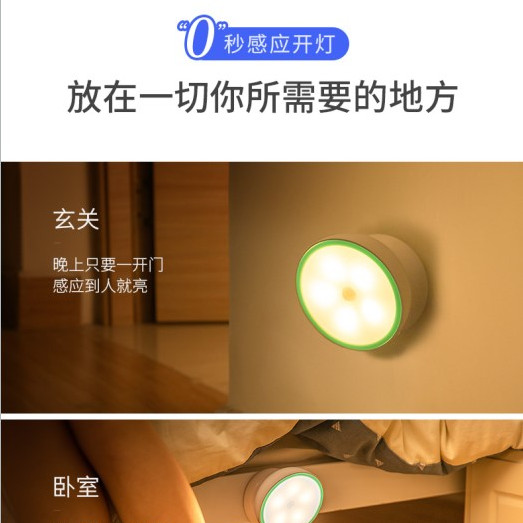 “0”秒感应开灯
放在一切你所需要的地方
玄关
晚上只要一开门
感应到人就亮
卧室